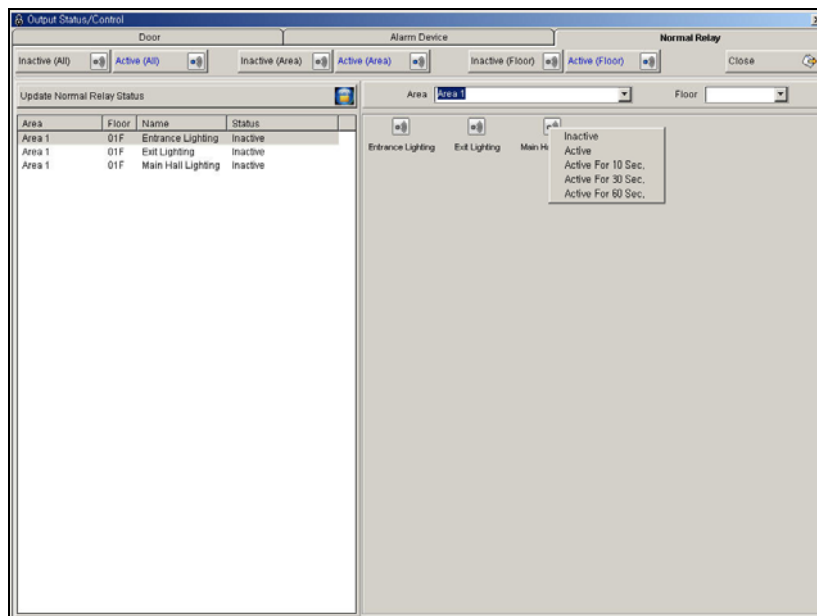 Output Status/Control
Door Alarm Device Normal Relay
Inactive (All) Active (All) Inactive (Area) Active (Area) Inactive (Floor) Active (Floor) Close
Update Normal Relay Status
Area Area 1 Floor
Area Floor Name Status
Area 1 01F Entrance Lighting Inactive
Area 1 01F Exit Lighting Inactive
Area 1 01F Main Hall Lighting Inactive
Entrance Lighting Exit Lighting Main
Inactive
Active
Active For 10 Sec,
Active For 30 Sec,
Active For 60 Sec,